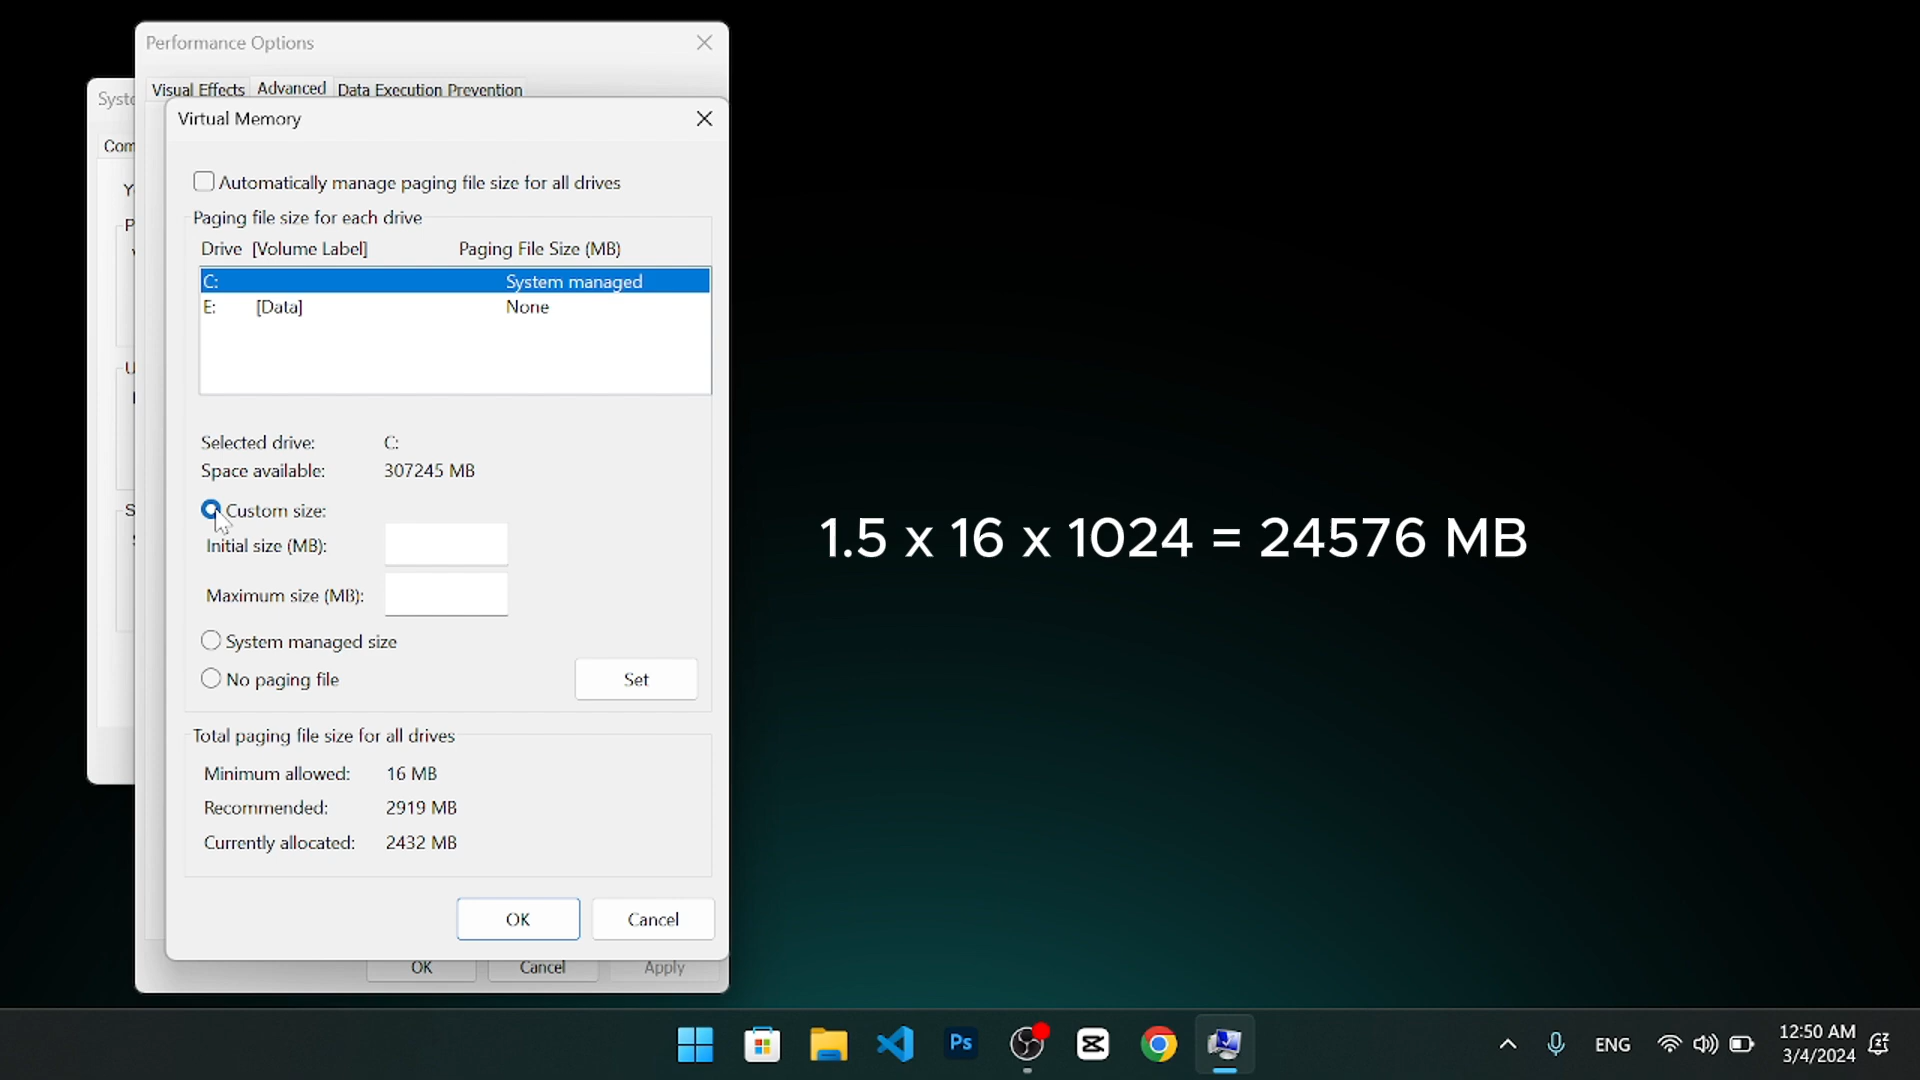 Performance Options
Visual Effects Advanced Data Execution Prevention
Syste
Com
Virtual Memory
Automatically manage paging file size for all drives
Paging file size for each drive
Drive [Volume Label] Paging File Size (MB)
C: System managed
E: [Data] None
Selected drive: C:
Space available: 307245 MB
Custom size:
Initial size (MB):
Maximum size (MB):
System managed size
No paging file
Set
Total paging file size for all drives
Minimum allowed: 16 MB
Recommended: 2919 MB
Currently allocated: 2432 MB
OK Cancel
OK Cancel Apply
1.5 x 16 x 1024 = 24576 MB
Ps
ENG
12:50 AM
3/4/2024